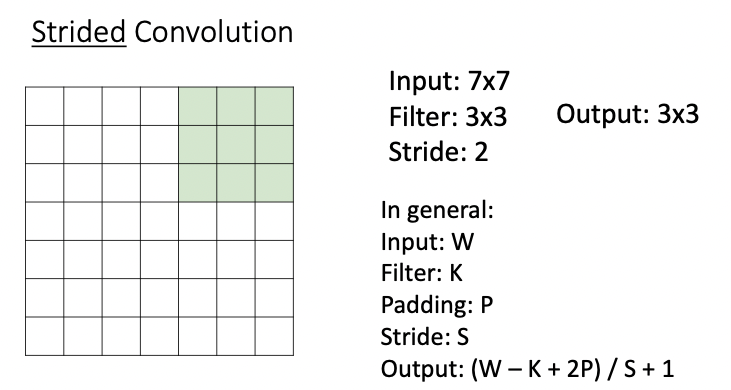 Strided Convolution
Input: 7x7
Filter: 3x3
Output: 3x3
Stride: 2
In general:
Input: W
Filter: K
Padding: P
Stride: S
Output: (W – K + 2P) / S + 1